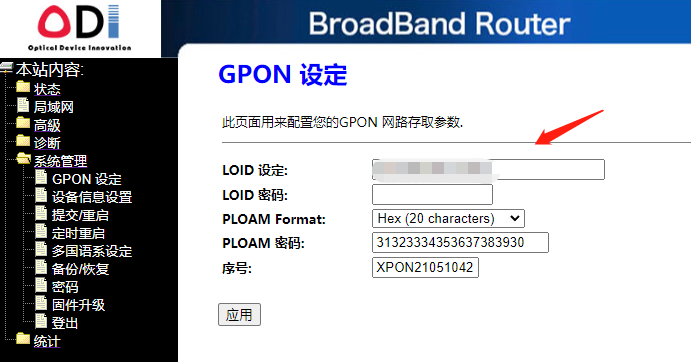 ODI
Optical Device Innovation
BroadBand Router
本站内容:
状态
局域网
高級
诊断
系统管理
GPON 设定
设备信息设置
提交/重启
定时重启
多国语系设定
备份/恢复
密码
固件升级
登出
统计
GPON 设定
此页面用来配置您的GPON 网路存取参数.
LOID 设定:
LOID 密码:
PLOAM Format: Hex (20 characters)
PLOAM 密码: 31323334353637383930
序号: XPON21051042
应用